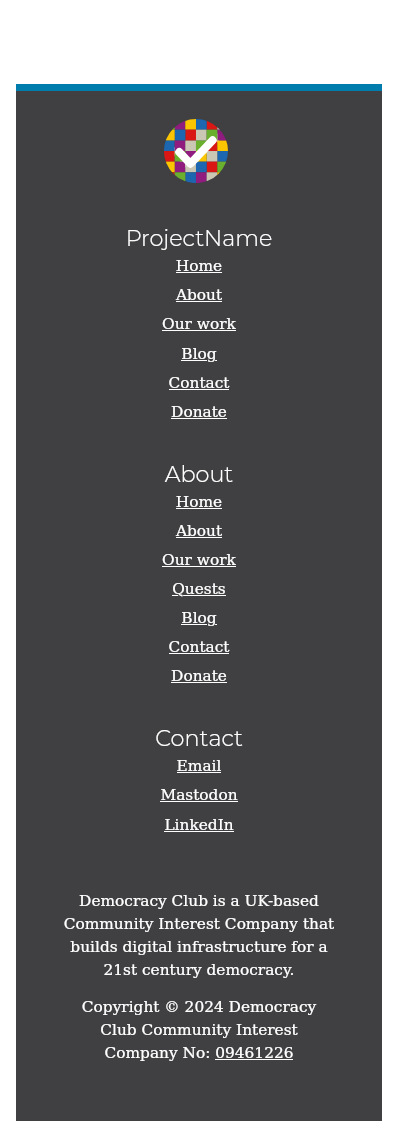 ProjectName
Home
About
Our work
Blog
Contact
Donate
About
Home
About
Our work
Quests
Blog
Contact
Donate
Contact
Email
Mastodon
LinkedIn
Democracy Club is a UK-based
Community Interest Company that
builds digital infrastructure for a
21st century democracy.
Copyright © 2024 Democracy
Club Community Interest
Company No: 09461226